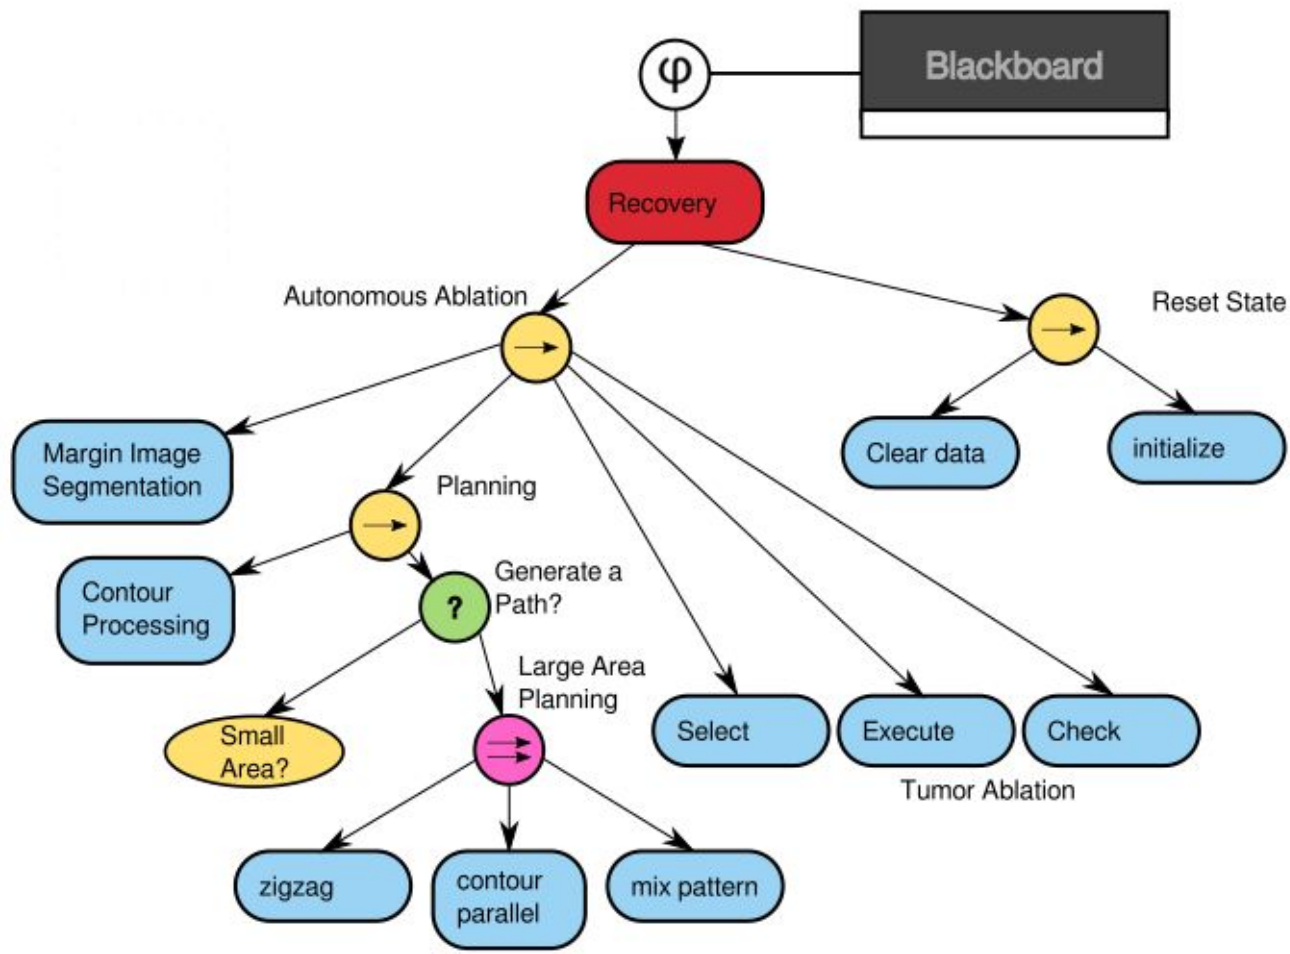 φ
Blackboard
Recovery
Autonomous Ablation
Reset State
Margin Image
Segmentation
Clear data
initialize
Planning
Contour
Processing
?
Generate a
Path?
Large Area
Planning
Small
Area?
Select
Execute
Check
Tumor Ablation
zigzag
contour
parallel
mix pattern